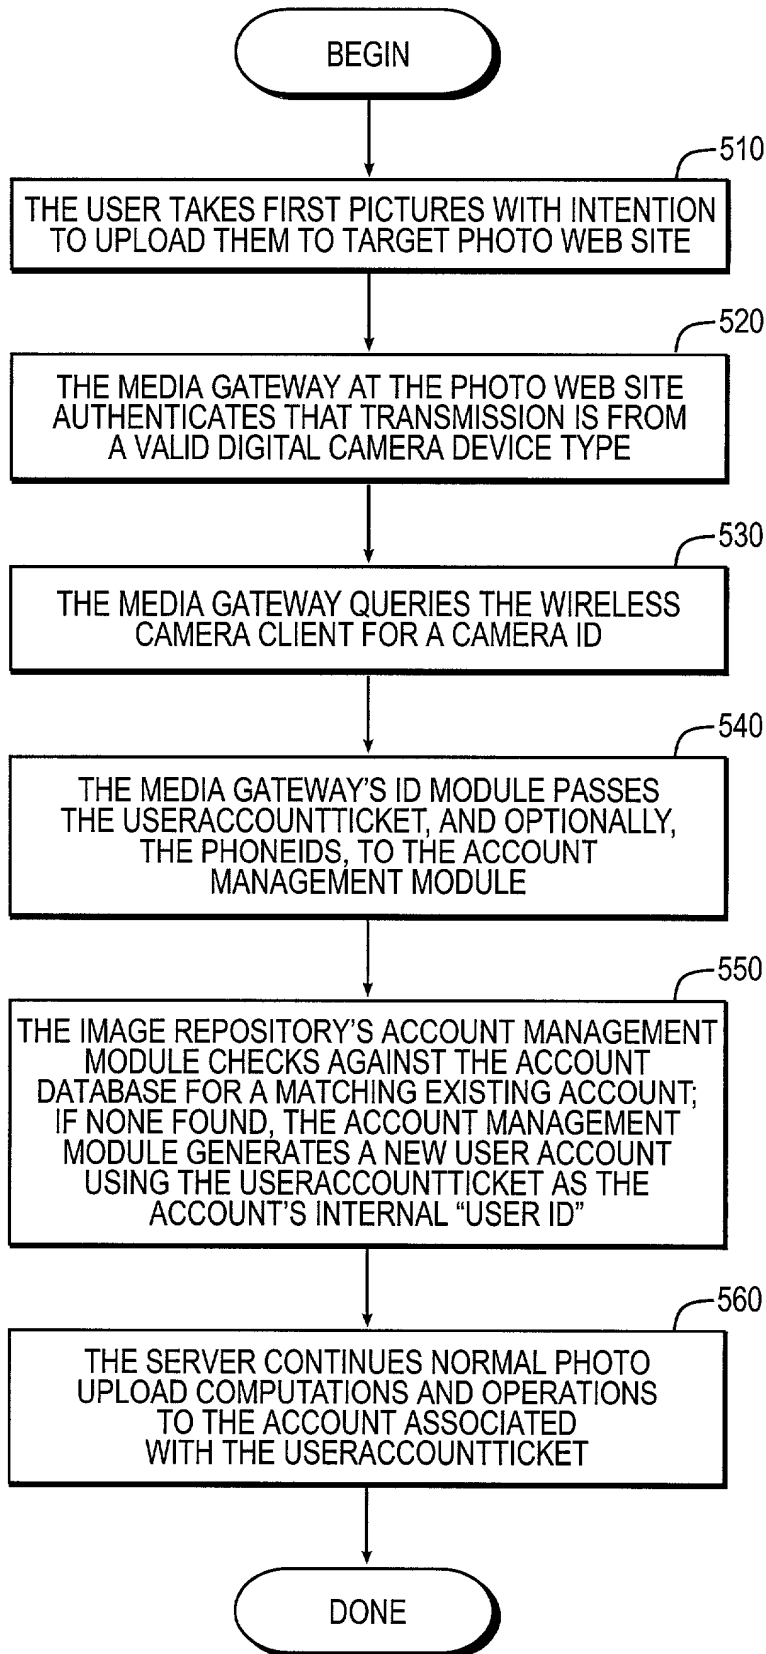 BEGIN
510
THE USER TAKES FIRST PICTURES WITH INTENTION
TO UPLOAD THEM TO TARGET PHOTO WEB SITE
520
THE MEDIA GATEWAY AT THE PHOTO WEB SITE
AUTHENTICATES THAT TRANSMISSION IS FROM
A VALID DIGITAL CAMERA DEVICE TYPE
530
THE MEDIA GATEWAY QUERIES THE WIRELESS
CAMERA CLIENT FOR A CAMERA ID
540
THE MEDIA GATEWAY'S ID MODULE PASSES
THE USERACCOUNTTICKET, AND OPTIONALLY,
THE PHONEIDS, TO THE ACCOUNT
MANAGEMENT MODULE
550
THE IMAGE REPOSITORY'S ACCOUNT MANAGEMENT
MODULE CHECKS AGAINST THE ACCOUNT
DATABASE FOR A MATCHING EXISTING ACCOUNT;
IF NONE FOUND, THE ACCOUNT MANAGEMENT
MODULE GENERATES A NEW USER ACCOUNT
USING THE USERACCOUNTTICKET AS THE
ACCOUNT'S INTERNAL “USER ID”
560
THE SERVER CONTINUES NORMAL PHOTO
UPLOAD COMPUTATIONS AND OPERATIONS
TO THE ACCOUNT ASSOCIATED
WITH THE USERACCOUNTTICKET
DONE